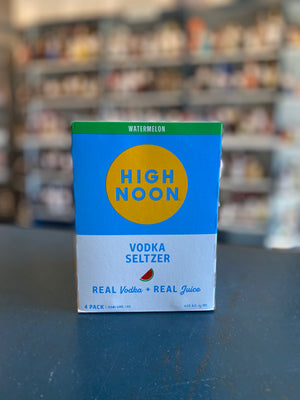 WATERMELON
HIGH
NOON
VODKA
SELTZER
REAL Vodka + REAL Juice
4 PACK